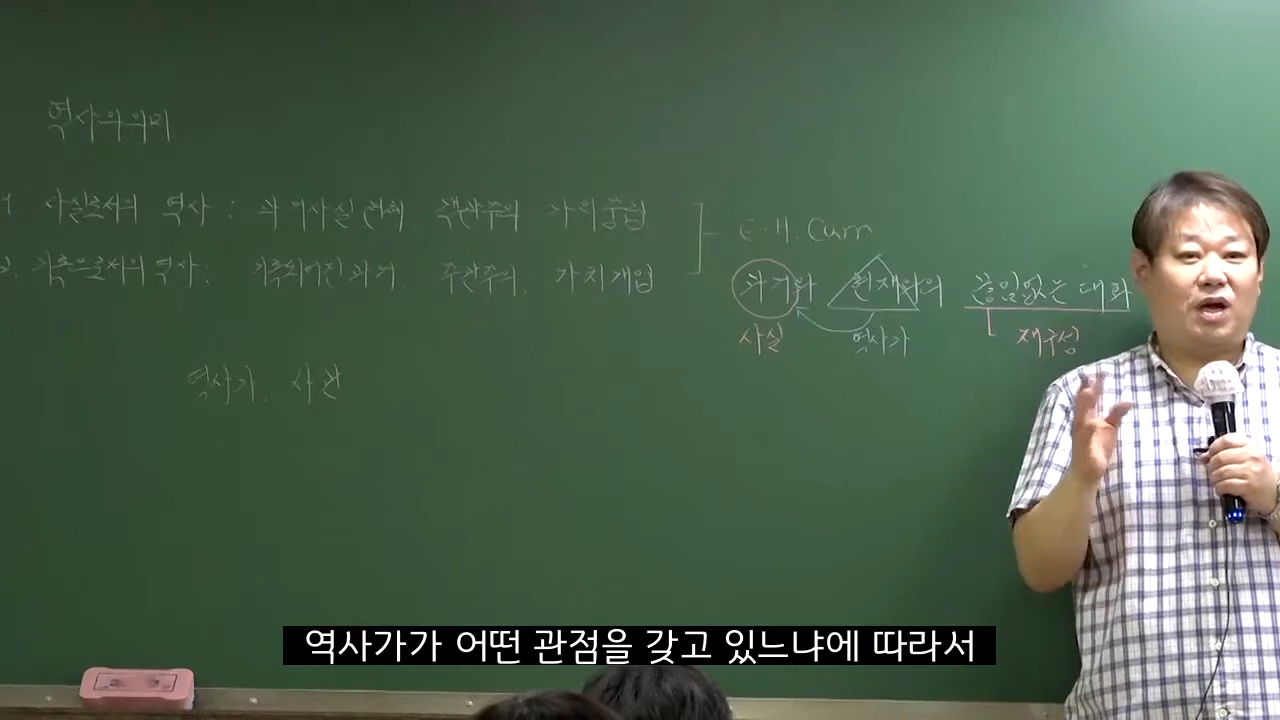 역사의 의미
1 사실로서의 역사 : 과거사실 전체. 객관주의 가치중립
2. 기록으로서의 역사 : 기록되어진 과거. 주관주의. 가치개입
E.H. Carr
과거와 현재와의 끊임없는 대화
사실 역사가 재구성
역사가, 사관
역사가가 어떤 관점을 갖고 있느냐에 따라서